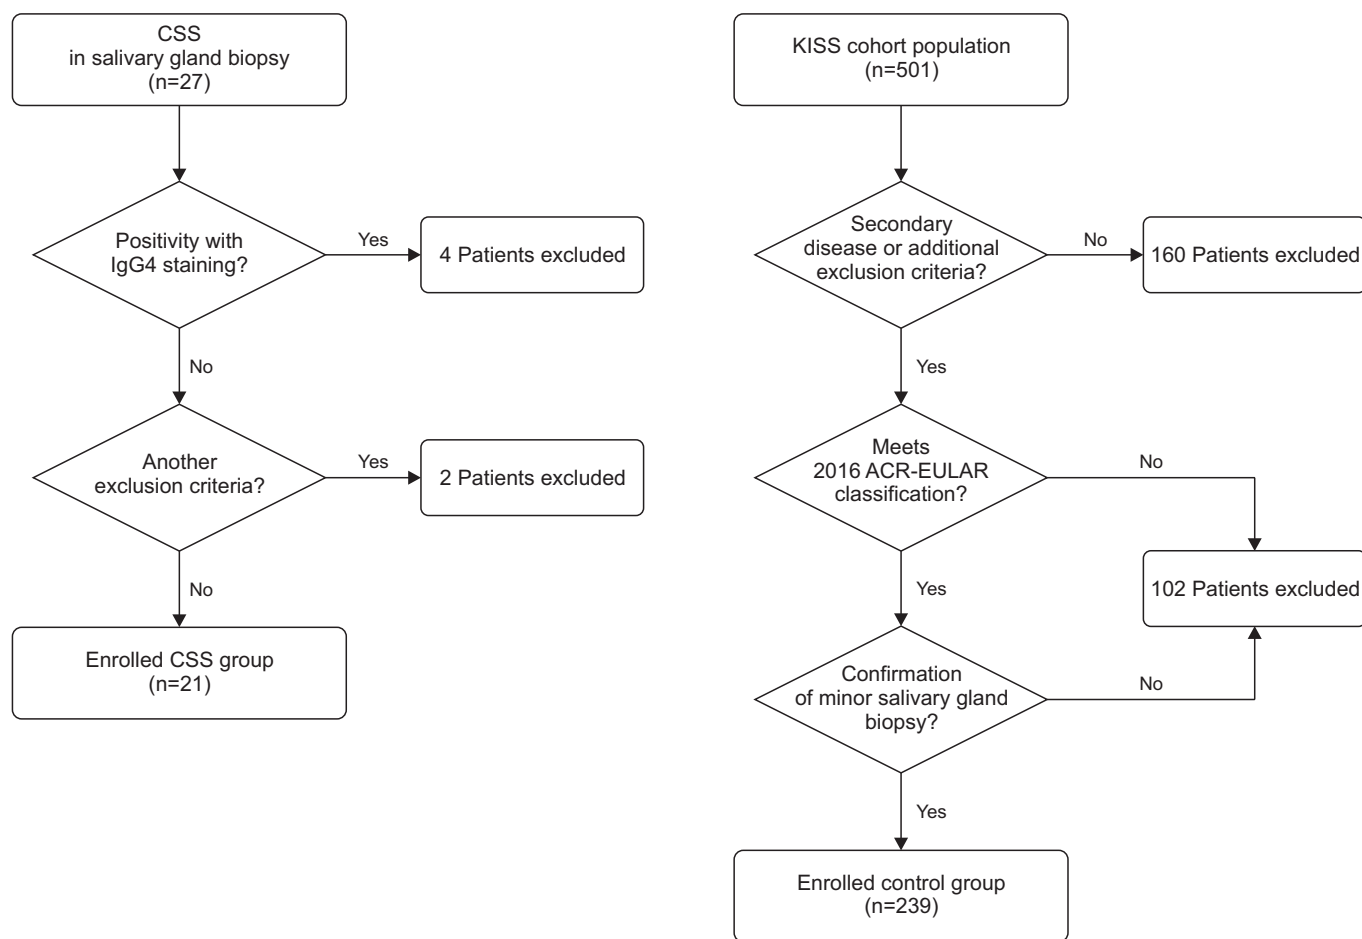 CSS
in salivary gland biopsy
(n=27)
Positivity with
IgG4 staining?
Yes
4 Patients excluded
No
Another
exclusion criteria?
Yes
2 Patients excluded
No
Enrolled CSS group
(n=21)
KISS cohort population
(n=501)
Secondary
disease or additional
exclusion criteria?
No
160 Patients excluded
Yes
Meets
2016 ACR-EULAR
classification?
No
102 Patients excluded
Yes
Confirmation
of minor salivary gland
biopsy?
No
Yes
Enrolled control group
(n=239)